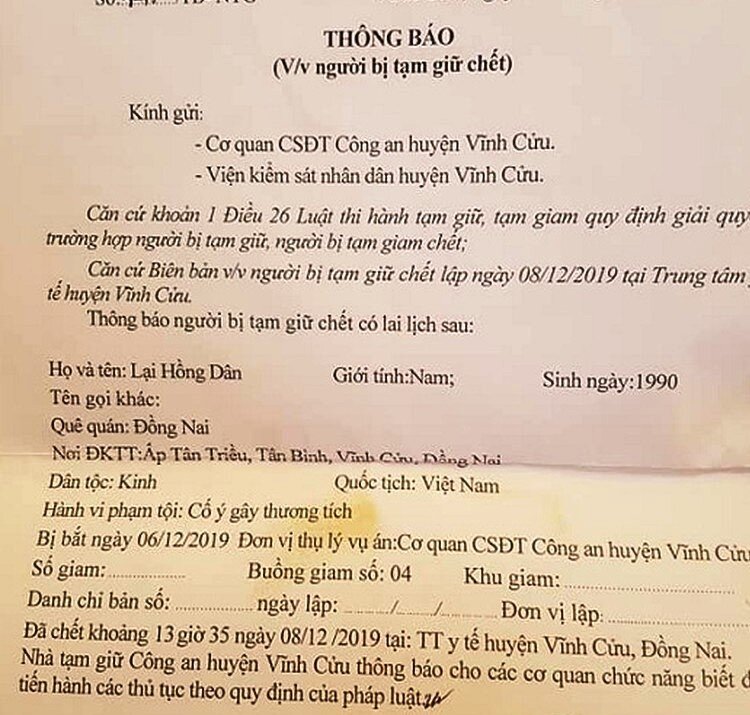 THÔNG BÁO
(V/v người bị tạm giữ chết)
Kính gửi:
- Cơ quan CSĐT Công an huyện Vĩnh Cửu.
- Viện kiểm sát nhân dân huyện Vĩnh Cửu.
Căn cứ khoản 1 Điều 26 Luật thi hành tạm giữ, tạm giam quy định giải quy
trường hợp người bị tạm giữ, người bị tạm giam chết;
Căn cứ Biên bản v/v người bị tạm giữ chết lập ngày 08/12/2019 tại Trung tâm
tế huyện Vĩnh Cửu.
Thông báo người bị tạm giữ chết có lai lịch sau:
Họ và tên: Lại Hồng Dân Giới tính:Nam; Sinh ngày:1990
Tên gọi khác:
Quê quán: Đồng Nai
Nơi ĐKTT:Ấp Tân Triều, Tân Bình, Vĩnh Cửu, Đồng Nai
Dân tộc: Kinh Quốc tịch: Việt Nam
Hành vi phạm tội: Cố ý gây thương tích
Bị bắt ngày 06/12/2019 Đơn vị thụ lý vụ án:Cơ quan CSĐT Công an huyện Vĩnh Cửu
Số giam:............... Buồng giam số: 04 Khu giam:...............
Danh chỉ bản số: ............... ngày lập: ......./......./............ Đơn vị lập:...............
Đã chết khoảng 13 giờ 35 ngày 08/12 /2019 tại: TT y tế huyện Vĩnh Cửu, Đồng Nai.
Nhà tạm giữ Công an huyện Vĩnh Cửu thông báo cho các cơ quan chức năng biết đ
tiến hành các thủ tục theo quy định của pháp luật.